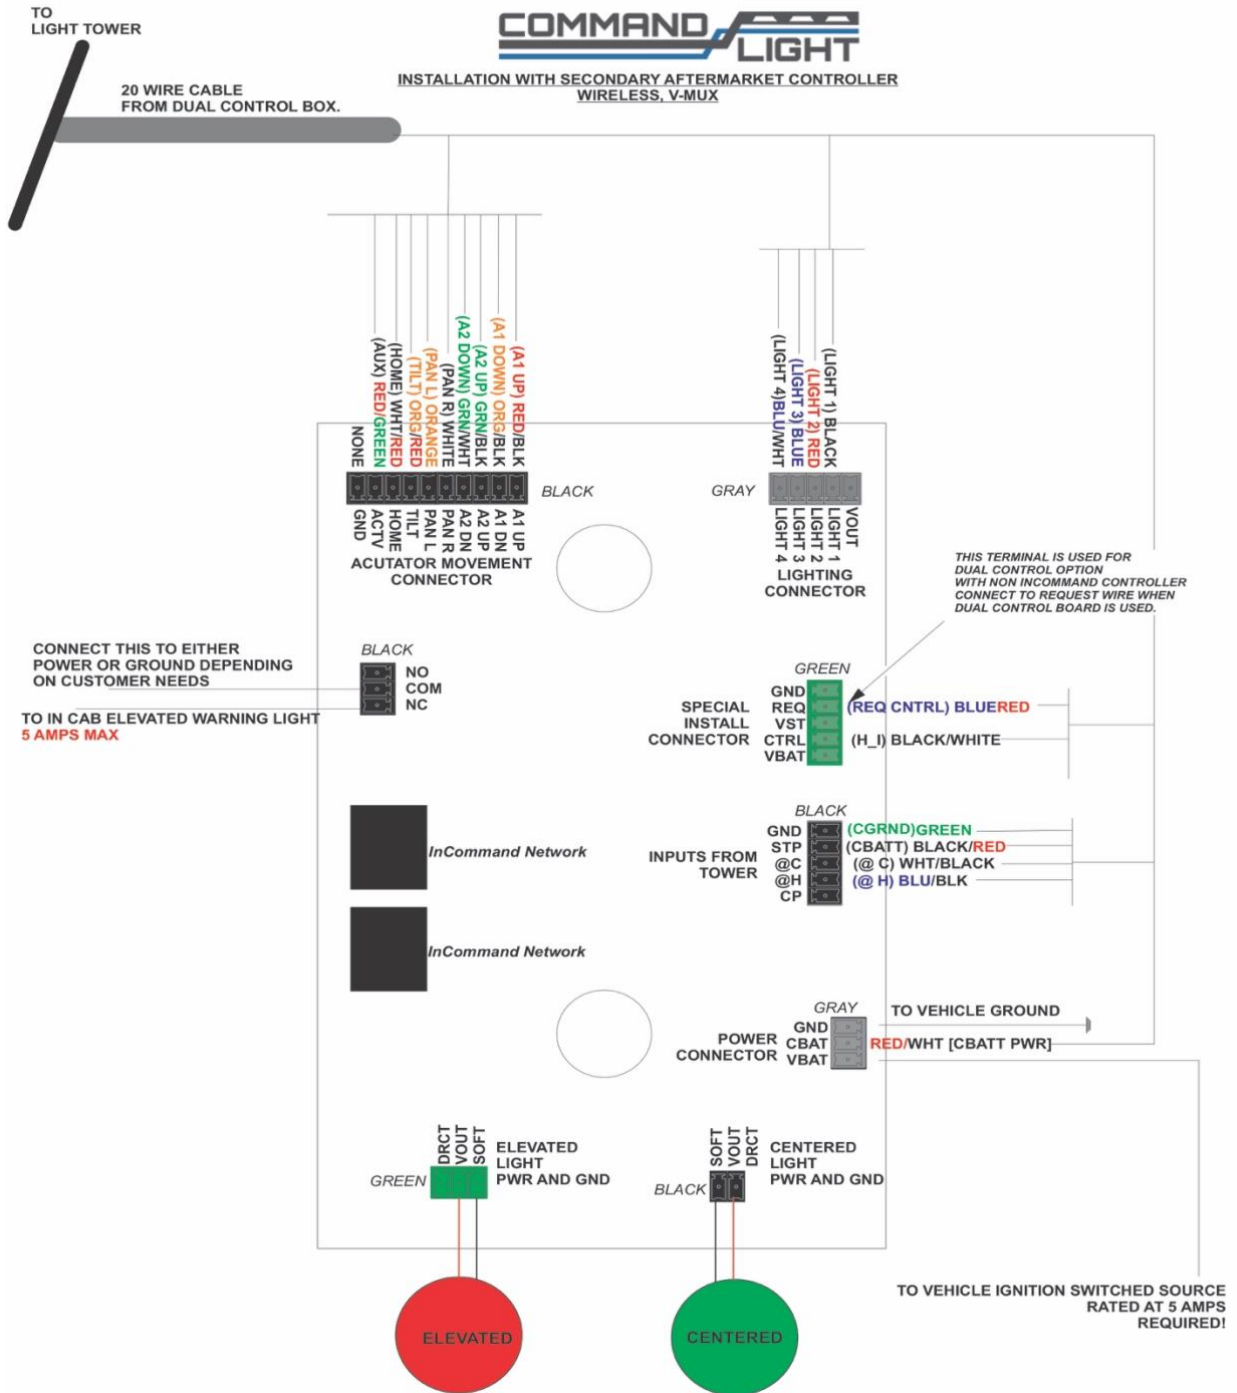 TO
LIGHT TOWER
COMMAND
LIGHT
INSTALLATION WITH SECONDARY AFTERMARKET CONTROLLER
WIRELESS, V-MUX
20 WIRE CABLE
FROM DUAL CONTROL BOX.
NONE
(AUX) RED/GREEN
(HOME) WHT/RED
(TILT) ORG/RED
(PAN L) ORANGE
(PAN R) WHITE
(A2 DOWN) GRN/WHT
(A2 UP) GRN/BLK
(A1 DOWN) ORG/BLK
(A1 UP) RED/BLK
BLACK
GND
ACTV
HOME
TILT
PAN L
PAN R
A2 DN
A2 UP
A1 DN
A1 UP
ACUTATOR MOVEMENT
CONNECTOR
(LIGHT 4)BLU/WHT
(LIGHT 3) BLUE
(LIGHT 2) RED
(LIGHT 1) BLACK
GRAY
LIGHT 4
LIGHT 3
LIGHT 2
LIGHT 1
VOUT
LIGHTING
CONNECTOR
THIS TERMINAL IS USED FOR
DUAL CONTROL OPTION
WITH NON INCOMMAND CONTROLLER
CONNECT TO REQUEST WIRE WHEN
DUAL CONTROL BOARD IS USED.
CONNECT THIS TO EITHER
POWER OR GROUND DEPENDING
ON CUSTOMER NEEDS
TO IN CAB ELEVATED WARNING LIGHT
5 AMPS MAX
BLACK
NO
COM
NC
GREEN
SPECIAL
INSTALL
CONNECTOR
GND
REQ
VST
CTRL
VBAT
(REQ CNTRL) BLUERED
(H_I) BLACK/WHITE
BLACK
INPUTS FROM
TOWER
GND
STP
@C
@H
CP
(CGRND)GREEN
(CBATT) BLACK/RED
(@ C) WHT/BLACK
(@ H) BLU/BLK
InCommand Network
InCommand Network
GRAY
POWER
CONNECTOR
GND
CBAT
VBAT
TO VEHICLE GROUND
RED/WHT [CBATT PWR]
DRCT
VOUT
SOFT
ELEVATED
LIGHT
PWR AND GND
GREEN
SOFT
VOUT
DRCT
CENTERED
LIGHT
PWR AND GND
BLACK
ELEVATED
CENTERED
TO VEHICLE IGNITION SWITCHED SOURCE
RATED AT 5 AMPS
REQUIRED!